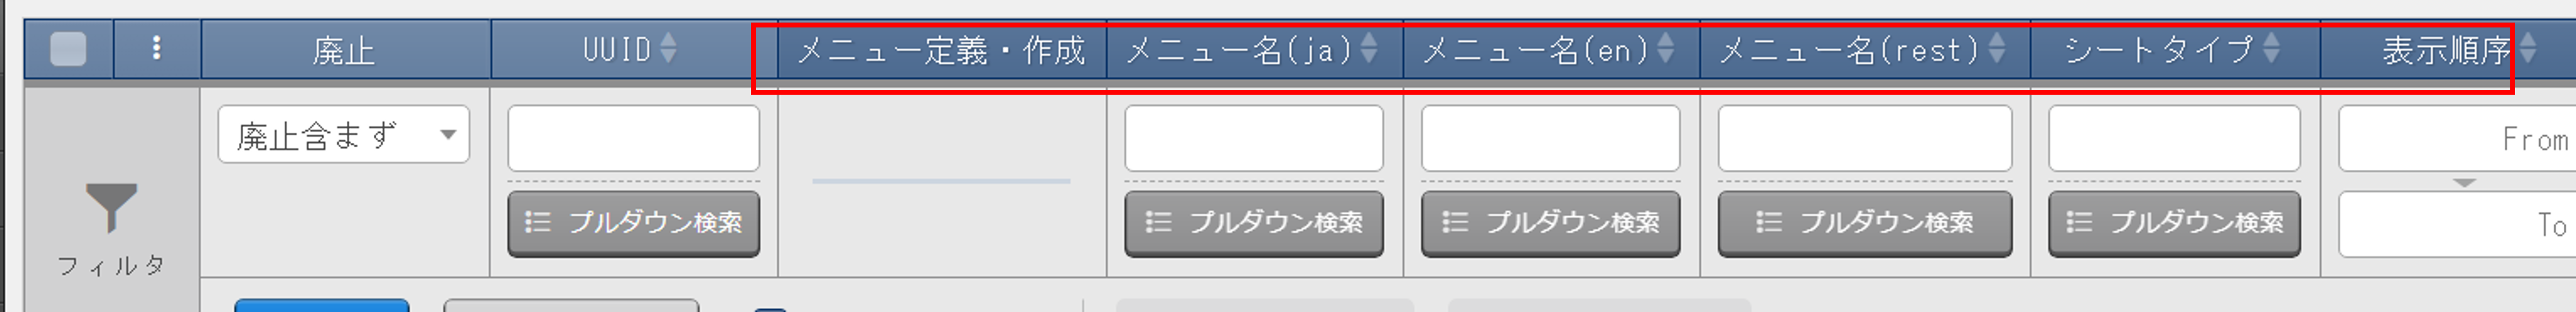 廃止 UUID メニュー定義・作成 メニュー名(ja) メニュー名(en) メニュー名(rest) シートタイプ 表示順序
廃止含まず From
プルダウン検索 プルダウン検索 プルダウン検索 プルダウン検索 プルダウン検索 To
フィルタ